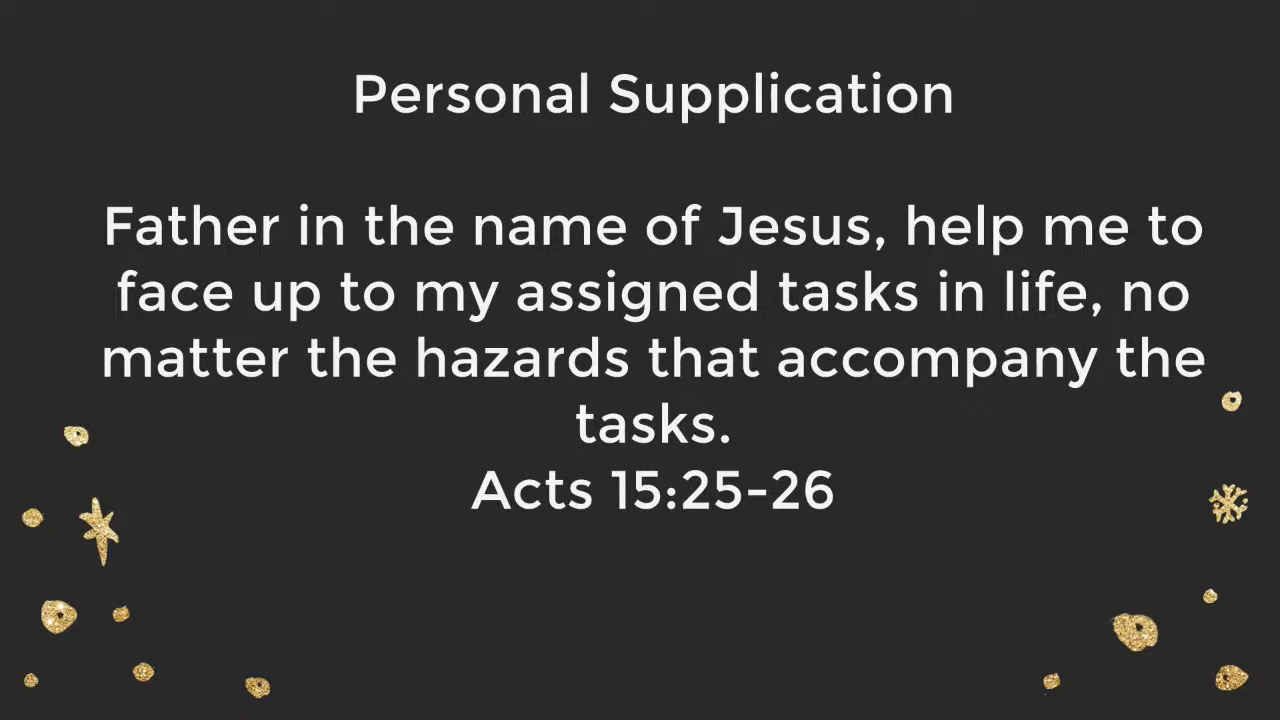 Personal Supplication
Father in the name of Jesus, help me to
face up to my assigned tasks in life, no
matter the hazards that accompany the
tasks.
Acts 15:25-26